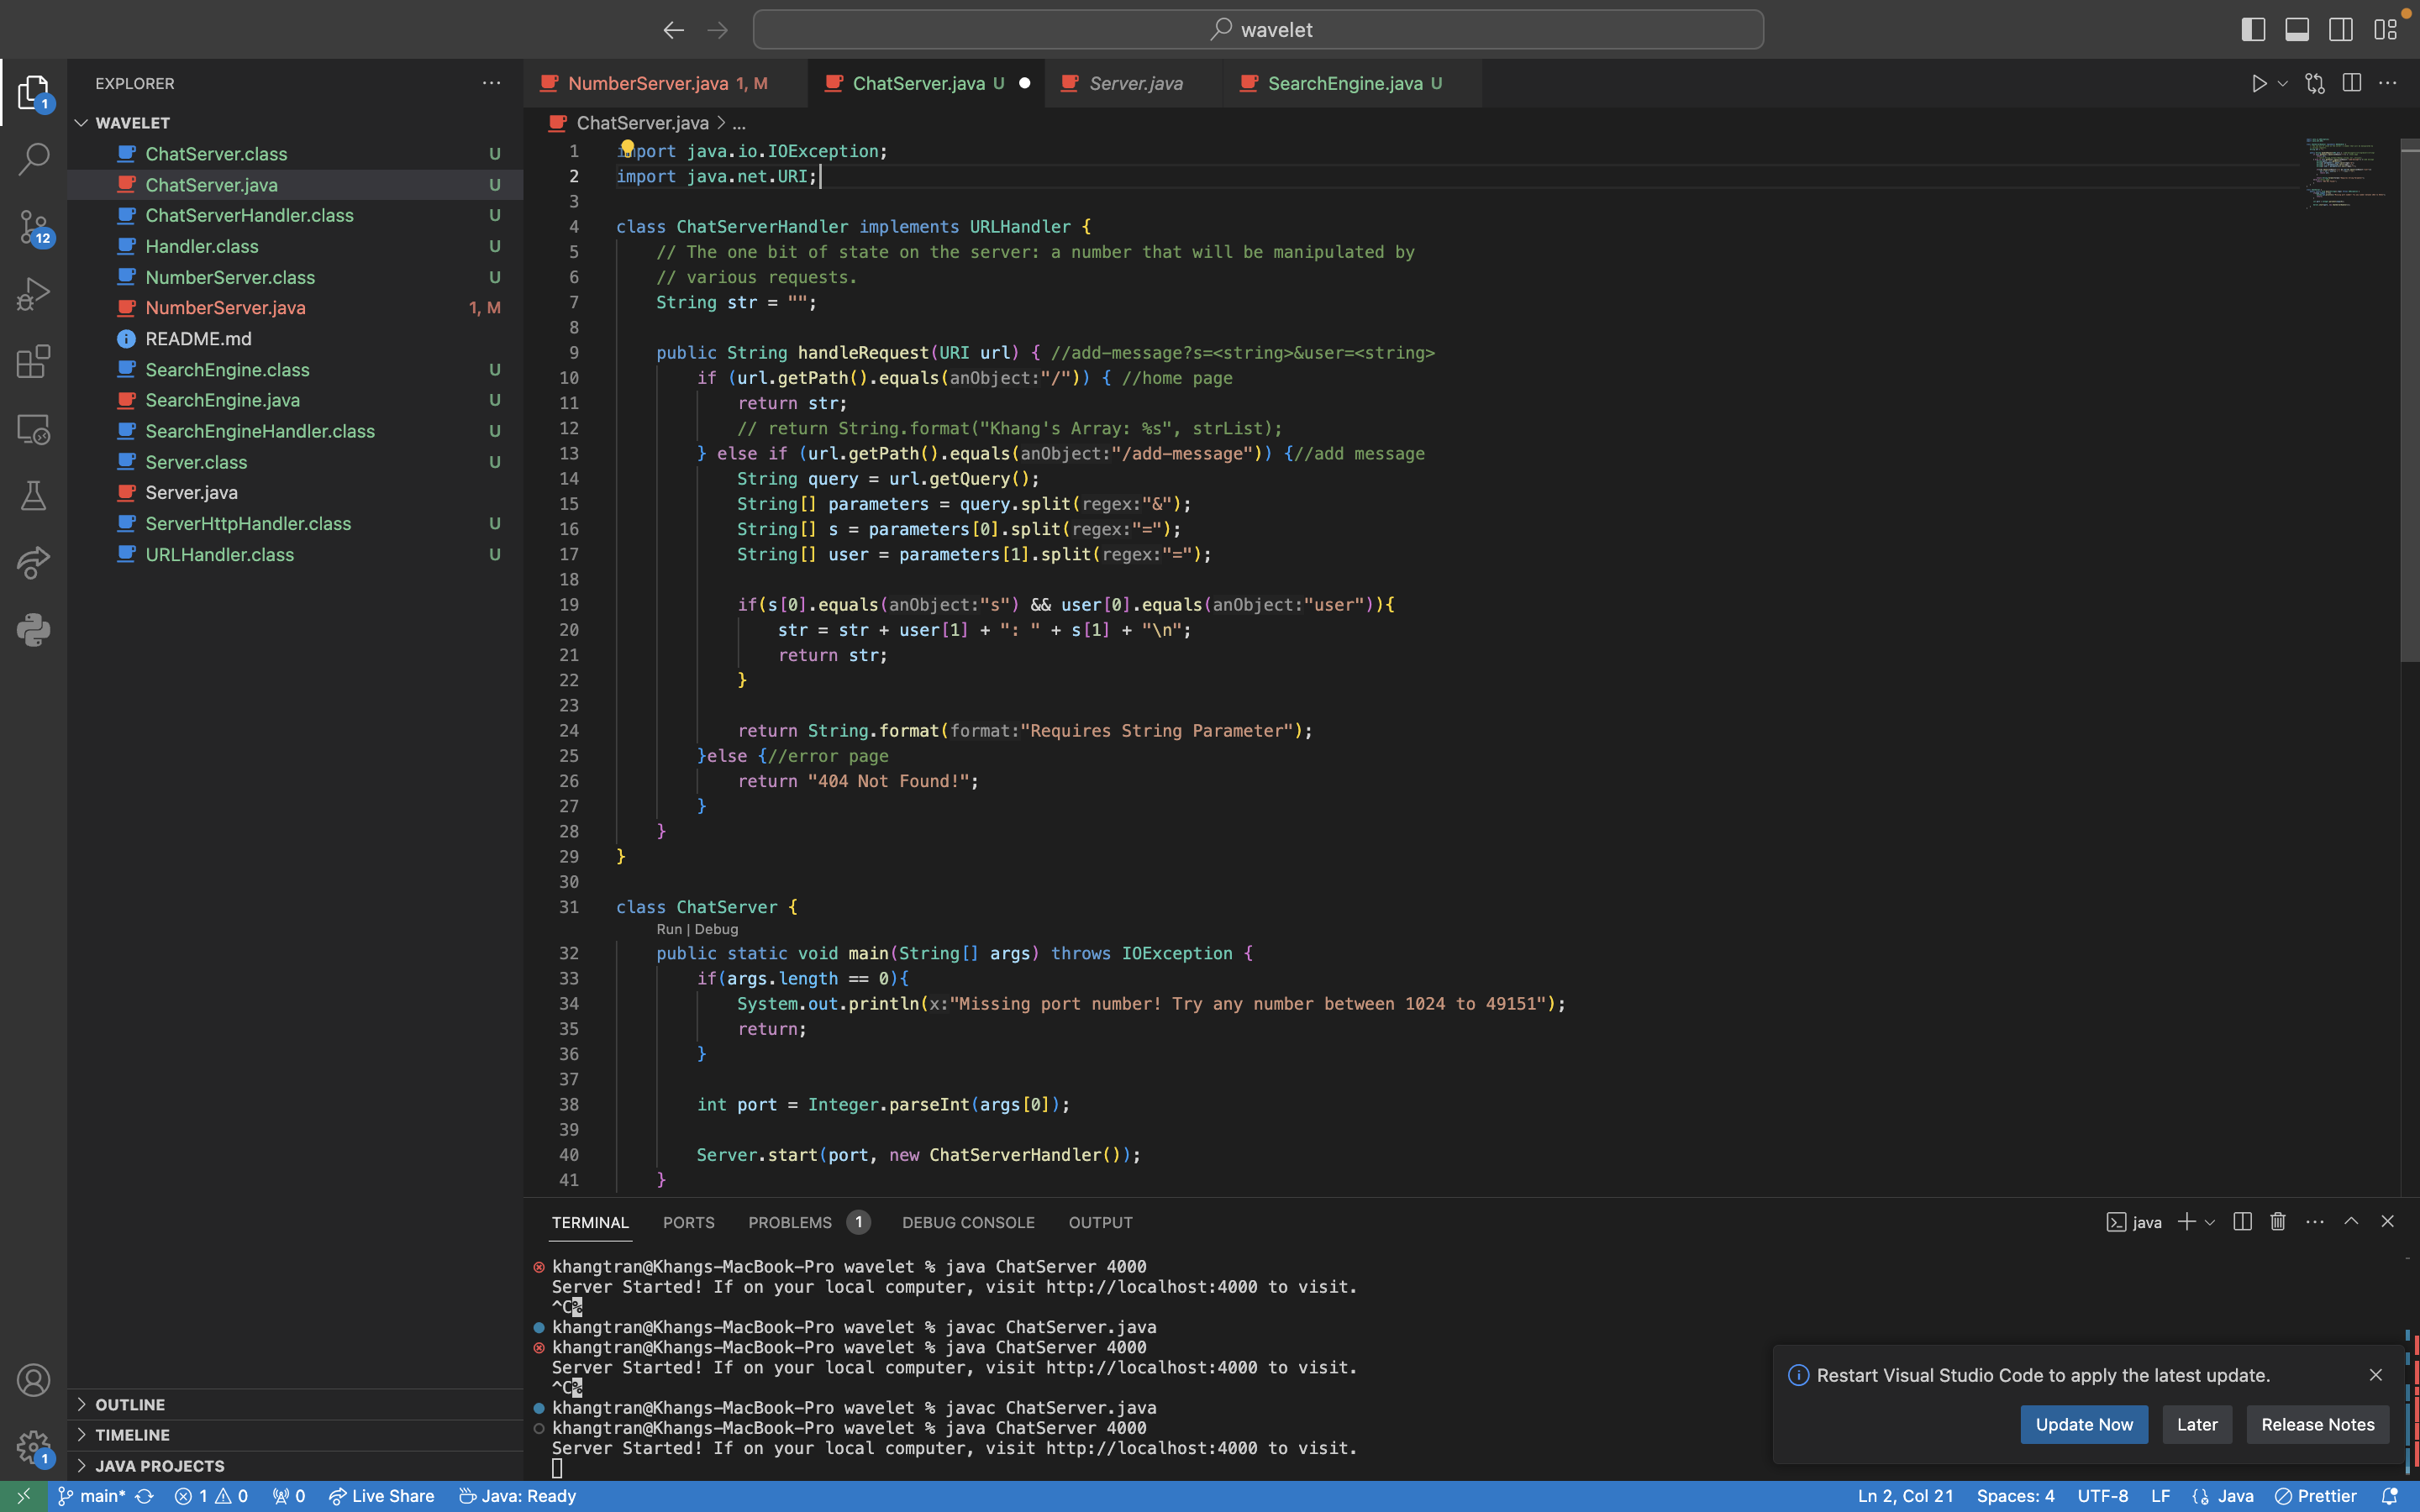 wavelet
EXPLORER
WAVELET
ChatServer.class U
ChatServer.java U
ChatServerHandler.class U
Handler.class U
NumberServer.class U
NumberServer.java 1, M
README.md
SearchEngine.class U
SearchEngine.java U
SearchEngineHandler.class U
Server.class U
Server.java
ServerHttpHandler.class U
URLHandler.class U
OUTLINE
TIMELINE
JAVA PROJECTS
1
12
1
NumberServer.java 1, M
ChatServer.java U
Server.java
SearchEngine.java U
ChatServer.java > ...
1 import java.io.IOException;
2 import java.net.URI;
3
4 class ChatServerHandler implements URLHandler {
5 // The one bit of state on the server: a number that will be manipulated by
6 // various requests.
7 String str = "";
8
9 public String handleRequest(URI url) { //add-message?s=<string>&user=<string>
10 if (url.getPath().equals(anObject:"/")) { //home page
11 return str;
12 // return String.format("Khang's Array: %s", strList);
13 } else if (url.getPath().equals(anObject:"/add-message")) {//add message
14 String query = url.getQuery();
15 String[] parameters = query.split(regex:"&");
16 String[] s = parameters[0].split(regex:"=");
17 String[] user = parameters[1].split(regex:"=");
18
19 if(s[0].equals(anObject:"s") && user[0].equals(anObject:"user")){
20 str = str + user[1] + ": " + s[1] + "\n";
21 return str;
22 }
23
24 return String.format(format:"Requires String Parameter");
25 }else {//error page
26 return "404 Not Found!";
27 }
28 }
29 }
30
31 class ChatServer {
Run | Debug
32 public static void main(String[] args) throws IOException {
33 if(args.length == 0){
34 System.out.println(x:"Missing port number! Try any number between 1024 to 49151");
35 return;
36 }
37
38 int port = Integer.parseInt(args[0]);
39
40 Server.start(port, new ChatServerHandler());
41 }
TERMINAL PORTS PROBLEMS 1 DEBUG CONSOLE OUTPUT
java
khangtran@Khangs-MacBook-Pro wavelet % java ChatServer 4000
Server Started! If on your local computer, visit http://localhost:4000 to visit.
^C%
khangtran@Khangs-MacBook-Pro wavelet % javac ChatServer.java
khangtran@Khangs-MacBook-Pro wavelet % java ChatServer 4000
Server Started! If on your local computer, visit http://localhost:4000 to visit.
^C%
khangtran@Khangs-MacBook-Pro wavelet % javac ChatServer.java
khangtran@Khangs-MacBook-Pro wavelet % java ChatServer 4000
Server Started! If on your local computer, visit http://localhost:4000 to visit.
Restart Visual Studio Code to apply the latest update.
Update Now Later Release Notes
main* 1 0 0 Live Share Java: Ready
Ln 2, Col 21 Spaces: 4 UTF-8 LF {} Java Prettier